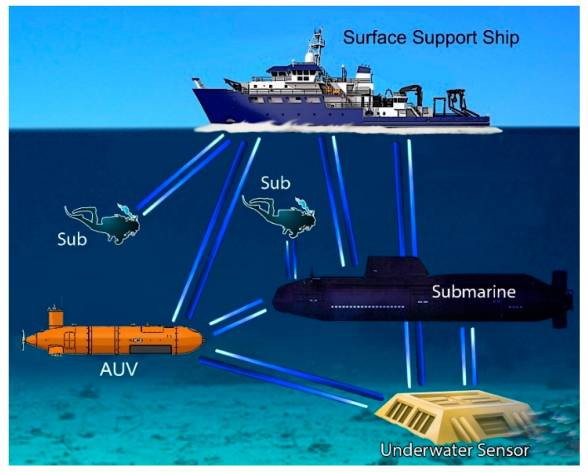 Surface Support Ship
Sub
Sub
Submarine
AUV
Underwater Sensor